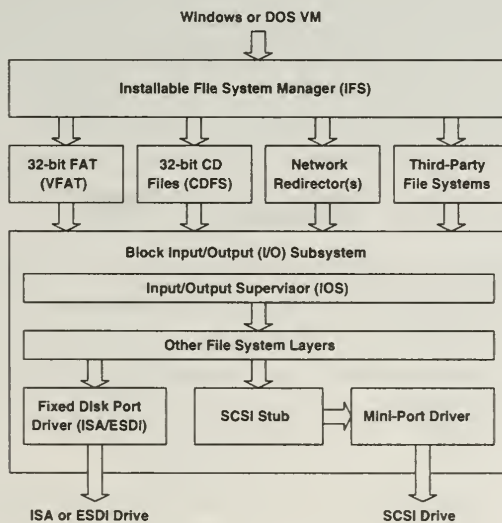 Windows or DOS VM
Installable File System Manager (IFS)
32-bit FAT
(VFAT)
32-bit CD
Files (CDFS)
Network
Redirector(s)
Third-Party
File Systems
Block Input/Output (I/O) Subsystem
Input/Output Supervisor (IOS)
Other File System Layers
Fixed Disk Port
Driver (ISA/ESDI)
SCSI Stub
Mini-Port Driver
ISA or ESDI Drive
SCSI Drive